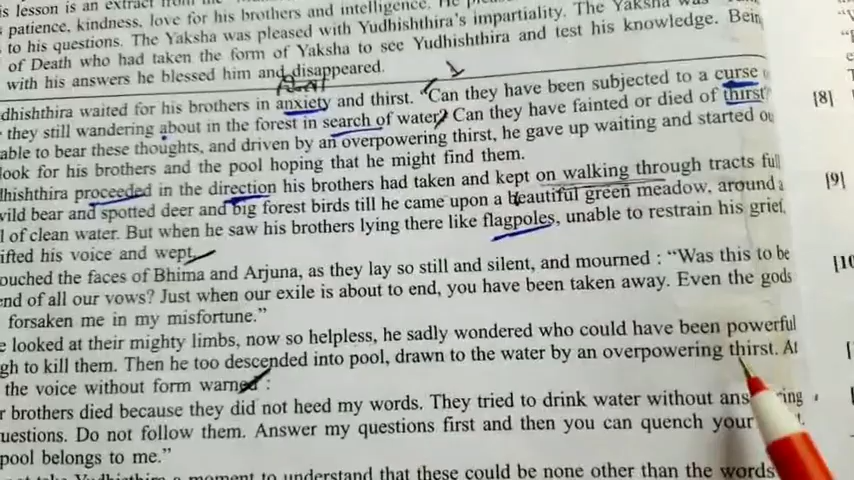 is lesson is an extract from the
patience, kindness, love for his brothers and intelligence. He
to his questions. The Yaksha was pleased with Yudhishthira's impartiality. The Yaksha was
of Death who had taken the form of Yaksha to see Yudhishthira and test his knowledge. Bein
with his answers he blessed him and disappeared.
dhishthira waited for his brothers in anxiety and thirst. "Can they have been subjected to a curse
they still wandering about in the forest in search of water? Can they have fainted or died of thirst?
[8]
able to bear these thoughts, and driven by an overpowering thirst, he gave up waiting and started ou
look for his brothers and the pool hoping that he might find them.
dhishthira proceeded in the direction his brothers had taken and kept on walking through tracts full
[9]
wild bear and spotted deer and big forest birds till he came upon a beautiful green meadow, around a
l of clean water. But when he saw his brothers lying there like flagpoles, unable to restrain his grief,
ifted his voice and wept.
ouched the faces of Bhima and Arjuna, as they lay so still and silent, and mourned : "Was this to be
end of all our vows? Just when our exile is about to end, you have been taken away. Even the gods
[10
forsaken me in my misfortune."
e looked at their mighty limbs, now so helpless, he sadly wondered who could have been powerful
gh to kill them. Then he too descended into pool, drawn to the water by an overpowering thirst. At
the voice without form warned :
r brothers died because they did not heed my words. They tried to drink water without ans ring
uestions. Do not follow them. Answer my questions first and then you can quench your
pool belongs to me."
Yudhishthira a moment to understand that these could be none other than the words